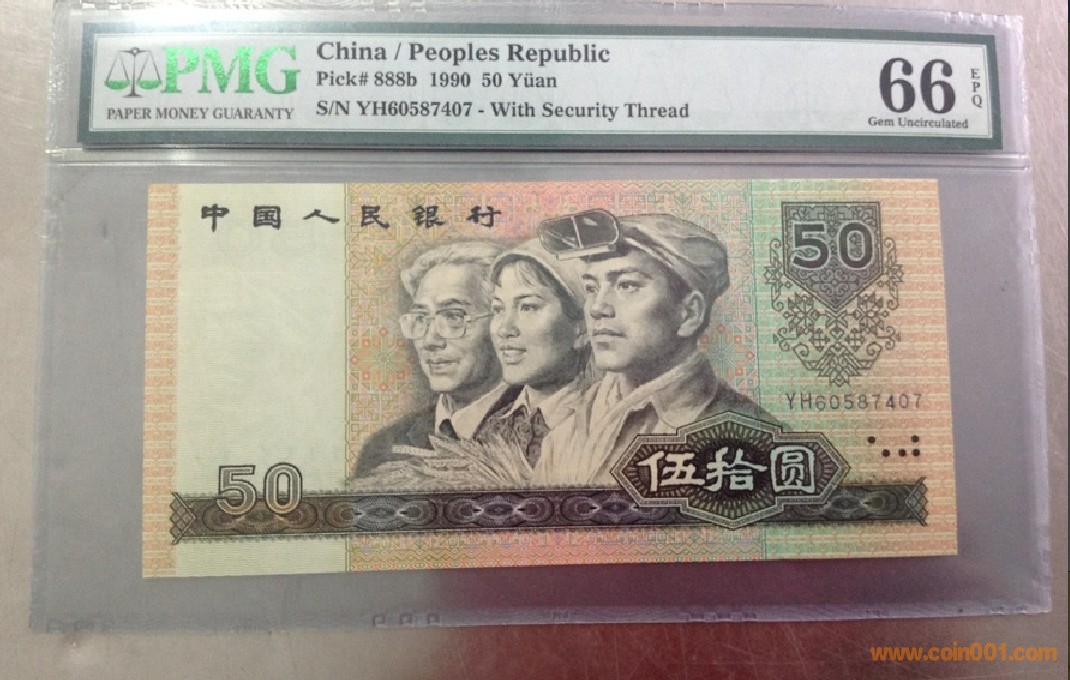 PMG
PAPER MONEY GUARANTY
China / Peoples Republic
Pick# 888b 1990 50 Yüan
S/N YH60587407 - With Security Thread
66
EPQ
Gem Uncirculated
中国人民银行
50
YH60587407
50
伍拾圆
www.coin001.com